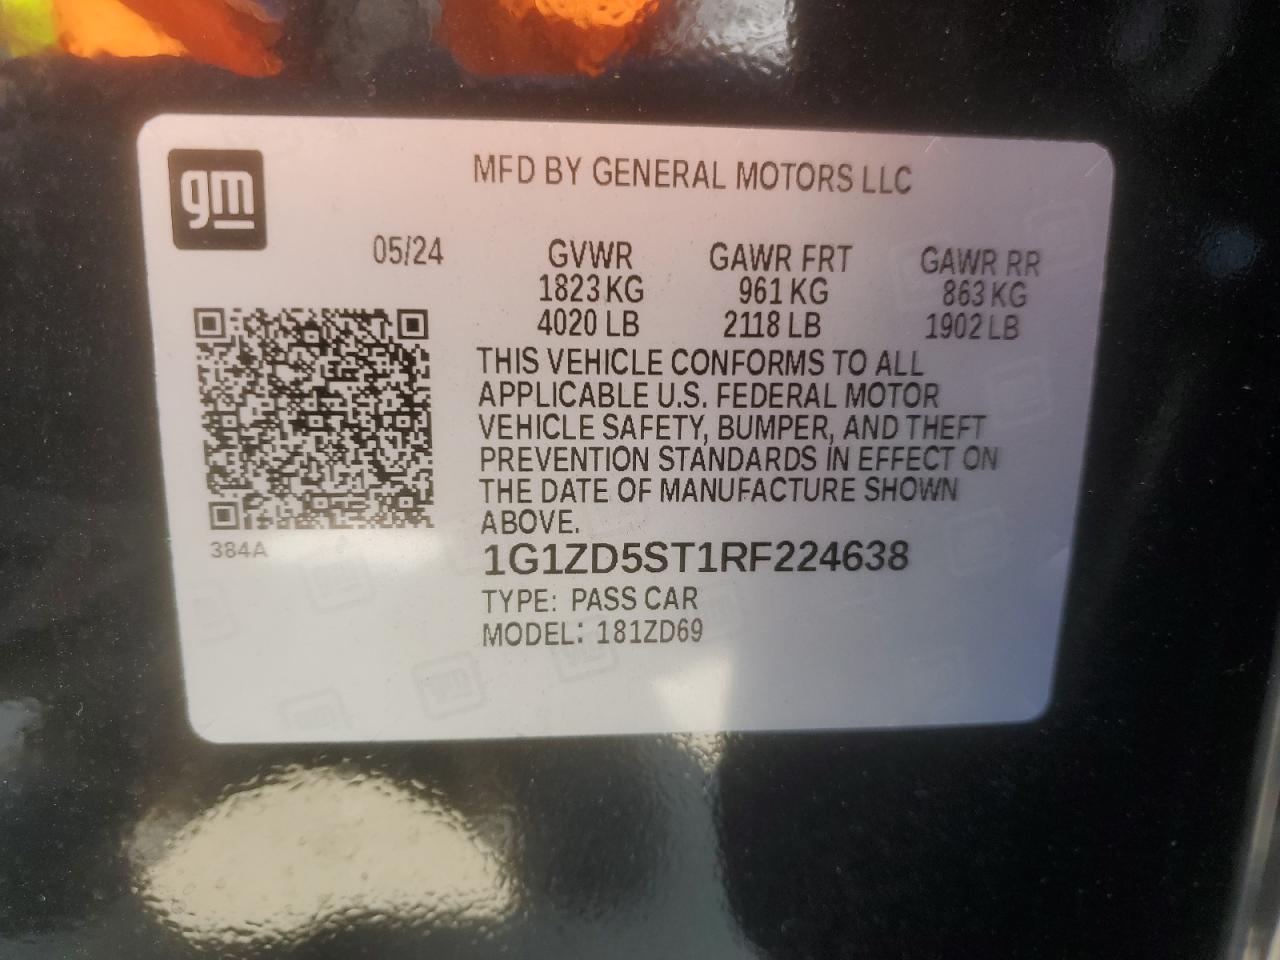 gm
MFD BY GENERAL MOTORS LLC
05/24 GVWR GAWR FRT GAWR RR
1823 KG 961 KG 863 KG
4020 LB 2118 LB 1902 LB
THIS VEHICLE CONFORMS TO ALL
APPLICABLE U.S. FEDERAL MOTOR
VEHICLE SAFETY, BUMPER, AND THEFT
PREVENTION STANDARDS IN EFFECT ON
THE DATE OF MANUFACTURE SHOWN
ABOVE.
384A
1G1ZD5ST1RF224638
TYPE: PASS CAR
MODEL: 181ZD69